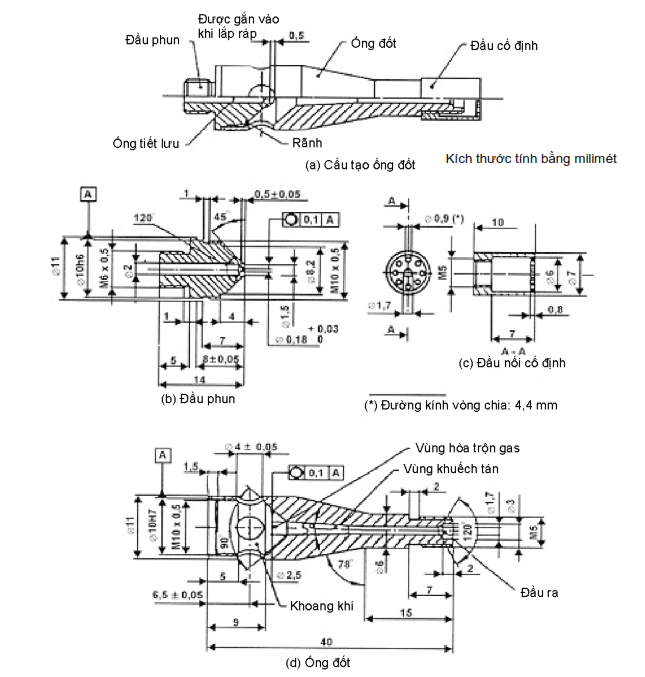 Được gắn vào
khi lắp ráp
Đầu phun
0,5
Ống đốt
Đầu cố định
Ống tiết lưu
Rãnh
(a) Cấu tạo ống đốt
Kích thước tính bằng milimét
A
1
0,5±0,05
120°
45°
0,1 A
∅11
∅10h6
M6 x 0,5
∅2
∅8,2
M10 x 0,5
∅1,5
1
4
+ 0,03
∅ 0,18 0
7
5
8±0,05
14
(b) Đầu phun
A
∅ 0,9 (*)
10
M5
∅6
∅7
∅1,7
0,8
A
7
A - A
(c) Đầu nối cố định
(*) Đường kính vòng chia: 4,4 mm
∅4 ± 0,05
Vùng hòa trộn gas
A
0,1 A
Vùng khuếch tán
1,5
2
∅1,7
∅3
∅11
∅10H7
M10 x 0,5
90°
120°
M5
78°
∅6
5
∅2,5
2
6,5 ± 0,05
Khoang khí
7
Đầu ra
9
15
40
(d) Ống đốt